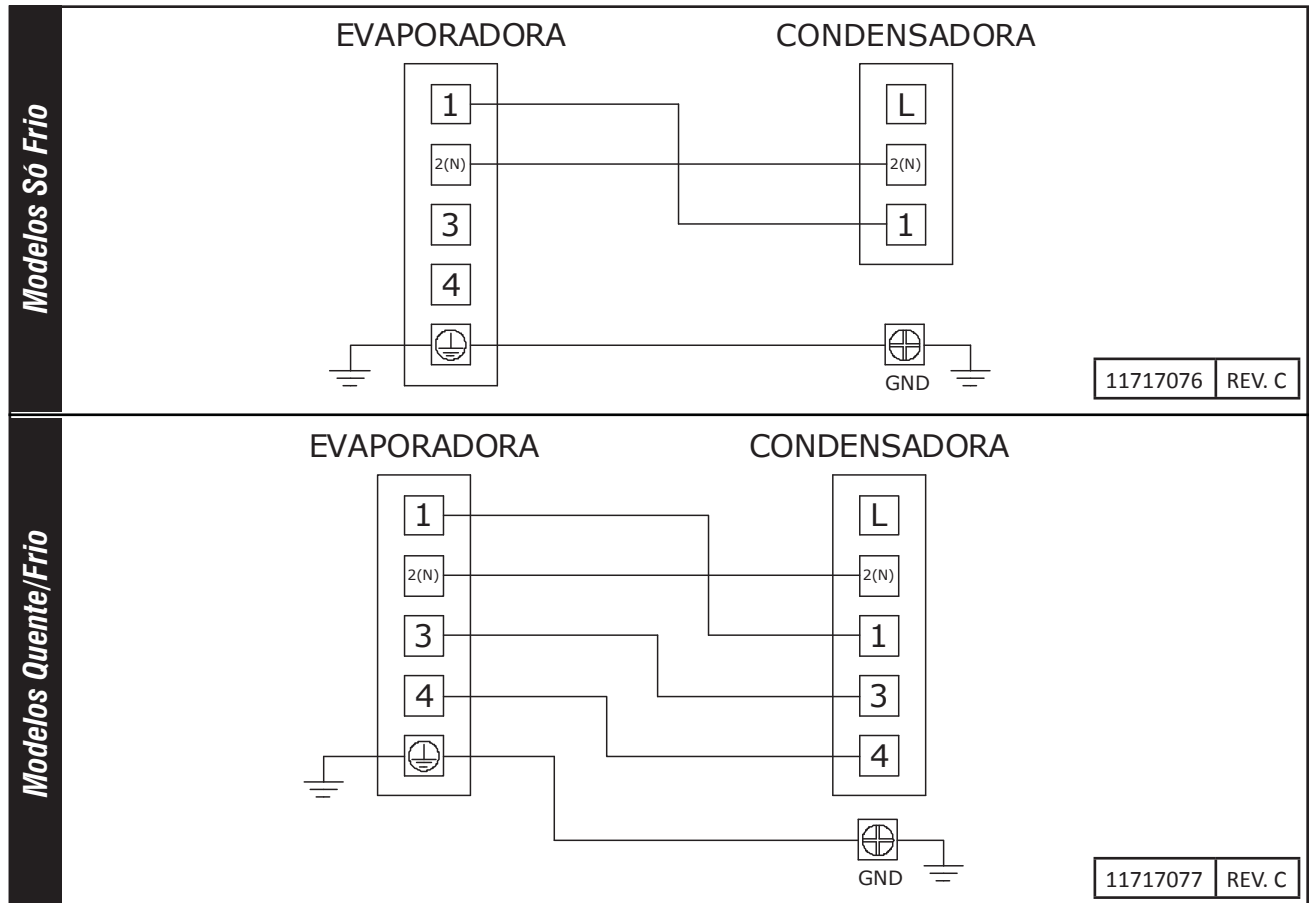 Modelos Só Frio
EVAPORADORA
CONDENSADORA
1
L
2(N)
2(N)
3
1
4
GND
11717076 REV. C
Modelos Quente/Frio
EVAPORADORA
CONDENSADORA
1
L
2(N)
2(N)
3
1
4
3
4
GND
11717077 REV. C